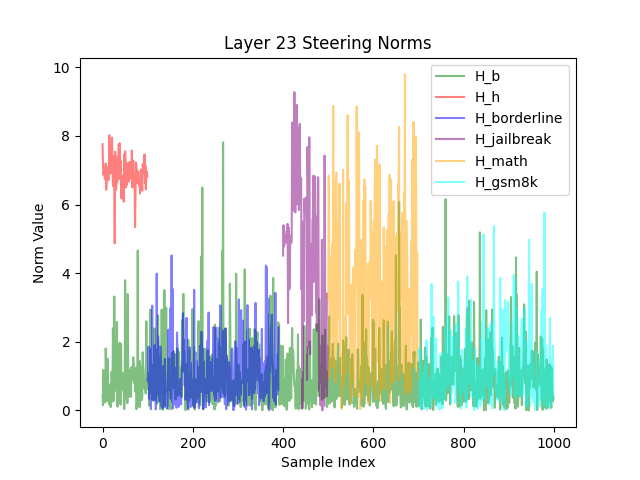 Layer 23 Steering Norms
10
8
6
4
2
0
Norm Value
0 200 400 600 800 1000
Sample Index
H_b
H_h
H_borderline
H_jailbreak
H_math
H_gsm8k